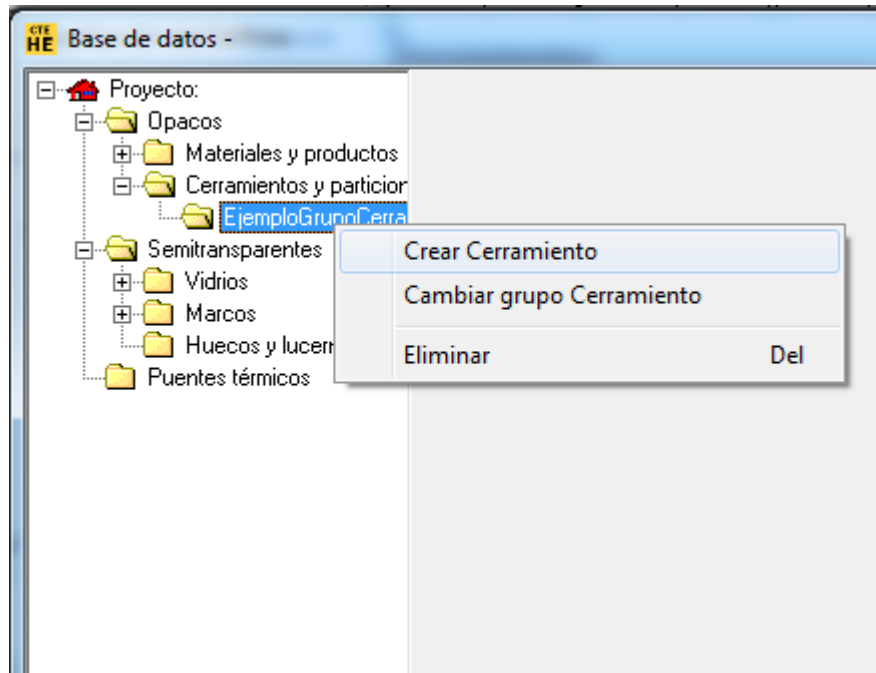 CTE
HE
Base de datos -
Proyecto:
Opacos
Materiales y productos
Cerramientos y particion
EjemploGrupoCerra
Semitransparentes
Crear Cerramiento
Vidrios
Cambiar grupo Cerramiento
Marcos
Huecos y lucern
Eliminar Del
Puentes térmicos